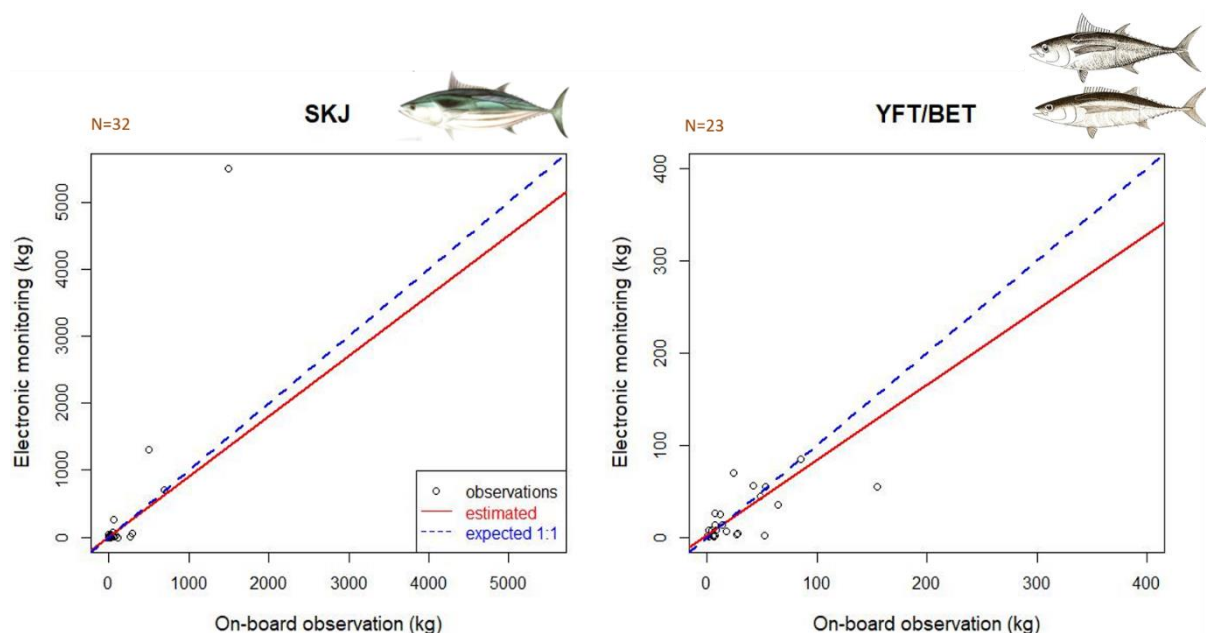 N=32
SKJ
Electronic monitoring (kg)
5000
4000
3000
2000
1000
0
observations
estimated
expected 1:1
0 1000 2000 3000 4000 5000
On-board observation (kg)
N=23
YFT/BET
Electronic monitoring (kg)
400
300
200
100
0
0 100 200 300 400
On-board observation (kg)